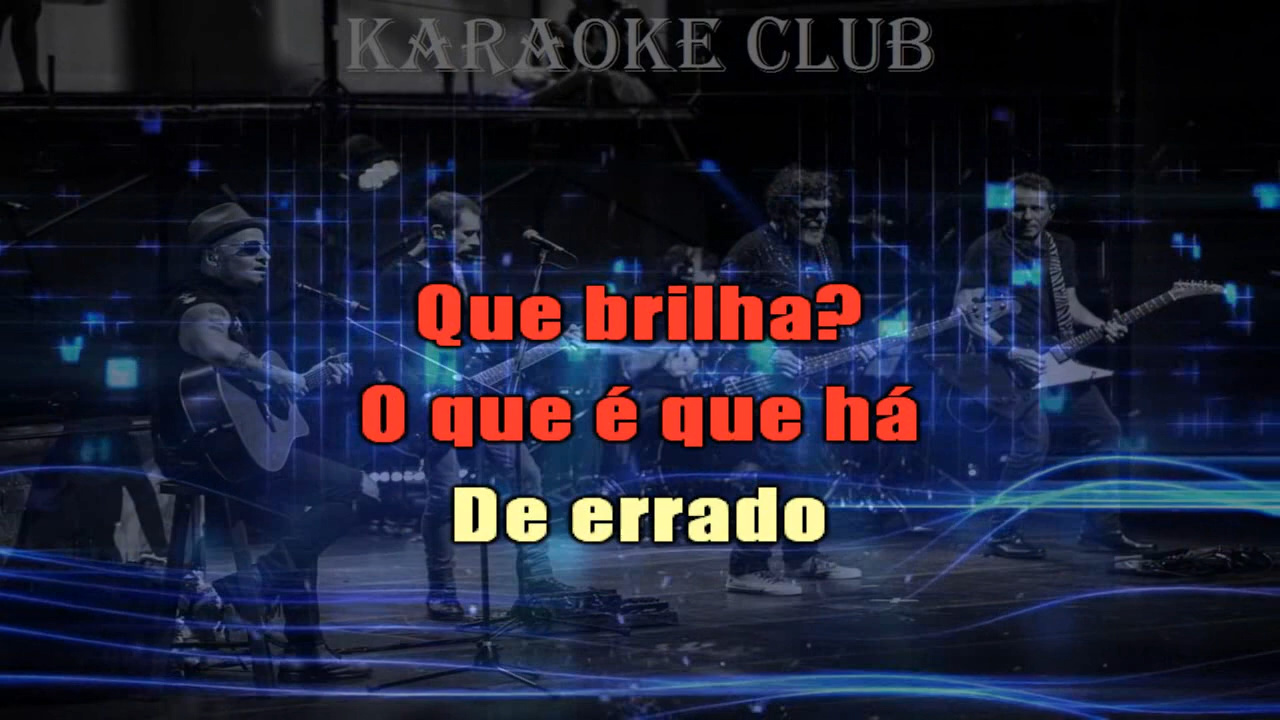 KARAOKE CLUB
Que brilha?
O que é que há
De errado